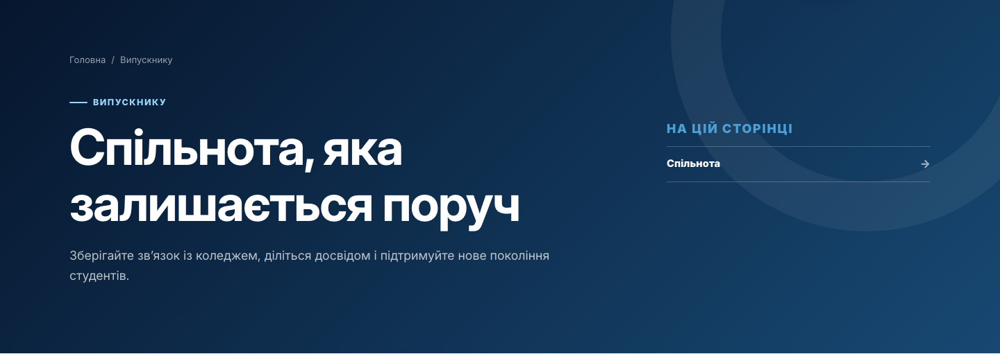 Головна / Випускнику
ВИПУСКНИКУ
Спільнота, яка
залишається поруч
Зберігайте зв’язок із коледжем, діліться досвідом і підтримуйте нове покоління
студентів.
НА ЦІЙ СТОРІНЦІ
Спільнота →